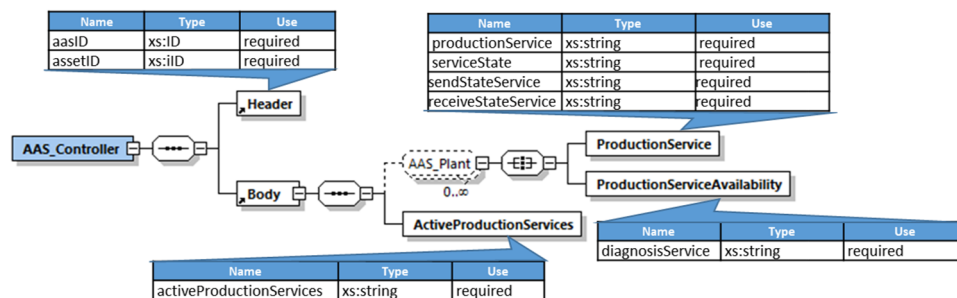 Name Type Use
aasID xs:ID required
assetID xs:iID required
Name Type Use
productionService xs:string required
serviceState xs:string required
sendStateService xs:string required
receiveStateService xs:string required
Header
AAS_Controller
Body
AAS_Plant
0..∞
ProductionService
ProductionServiceAvailability
ActiveProductionServices
Name Type Use
diagnosisService xs:string required
Name Type Use
activeProductionServices xs:string required